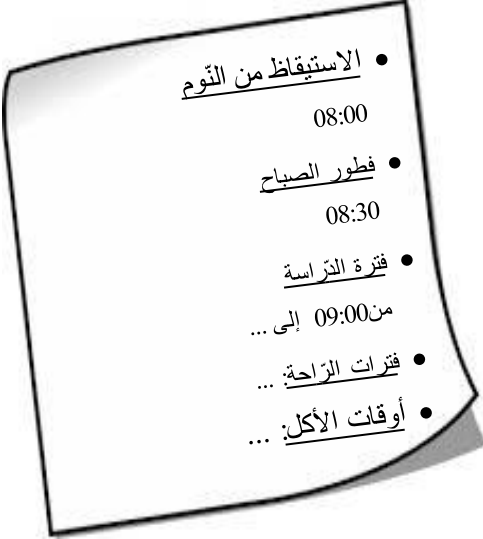 • الاستيقاظ من النّوم
08:00
• فطور الصباح
08:30
• فترة الدّراسة
من09:00 إلى ...
• فترات الرّاحة: ...
• أوقات الأكل: ...